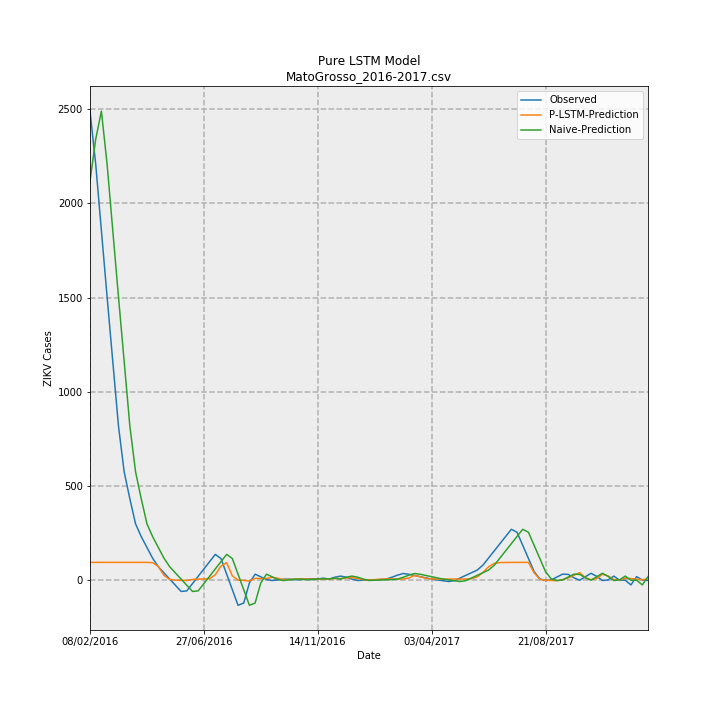 Pure LSTM Model
MatoGrosso_2016-2017.csv
Observed
P-LSTM-Prediction
Naive-Prediction
2500
2000
1500
1000
500
0
ZIKV Cases
08/02/2016
27/06/2016
14/11/2016
03/04/2017
21/08/2017
Date